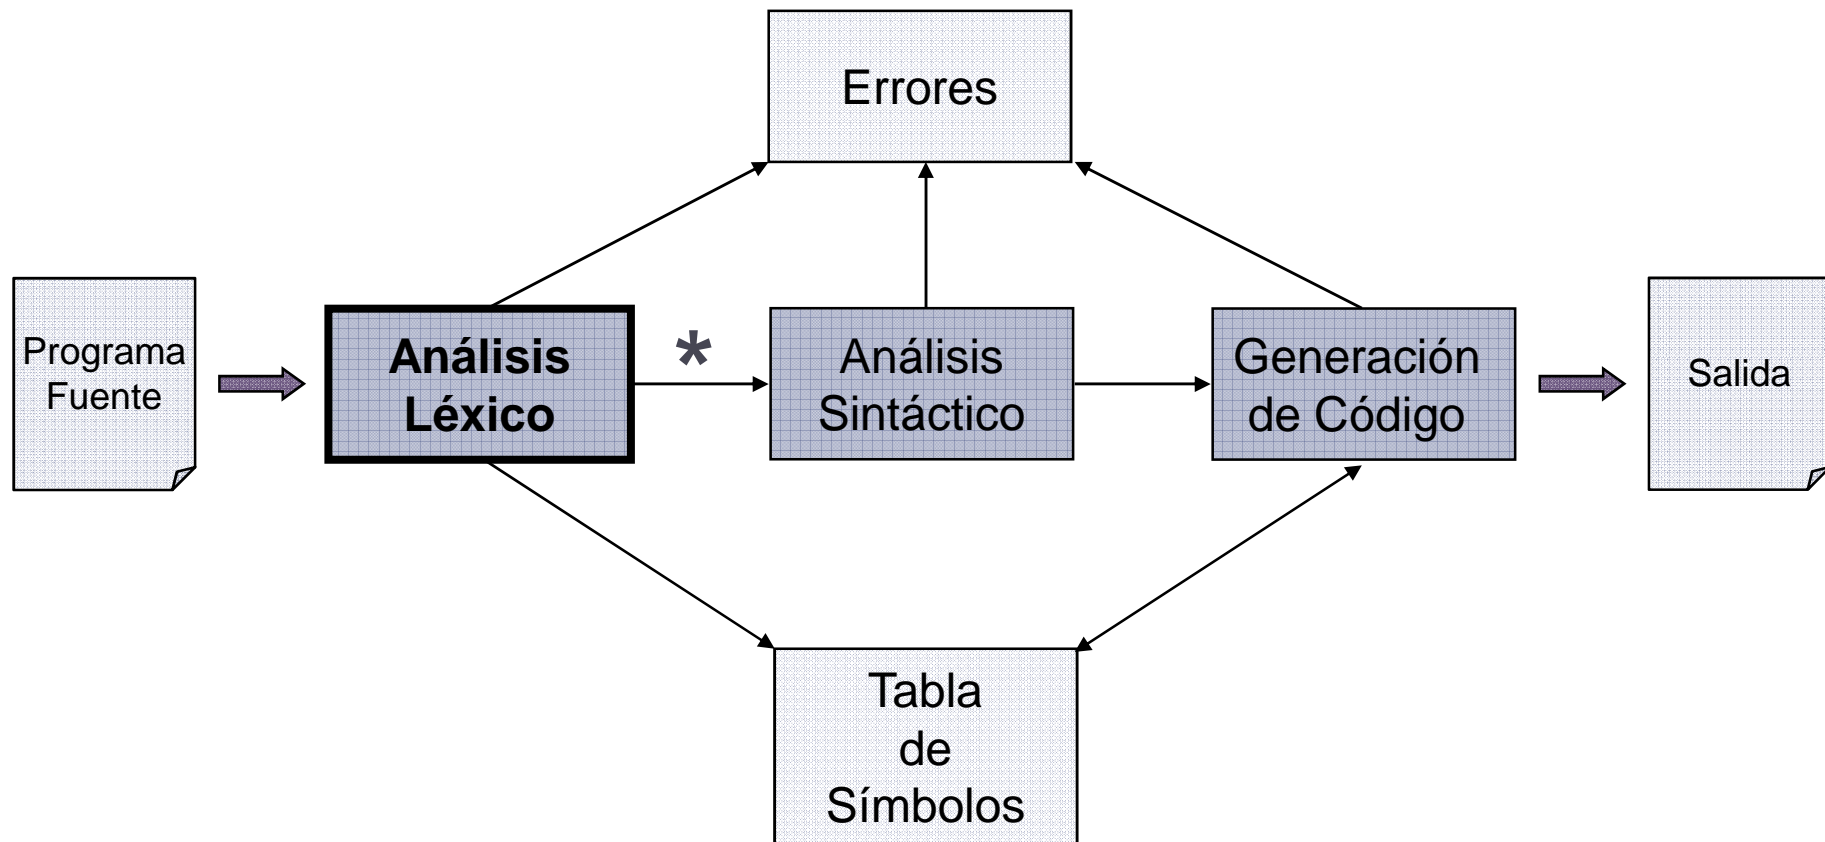 Errores
Programa
Fuente
Análisis
Léxico
*
Análisis
Sintáctico
Generación
de Código
Salida
Tabla
de
Símbolos